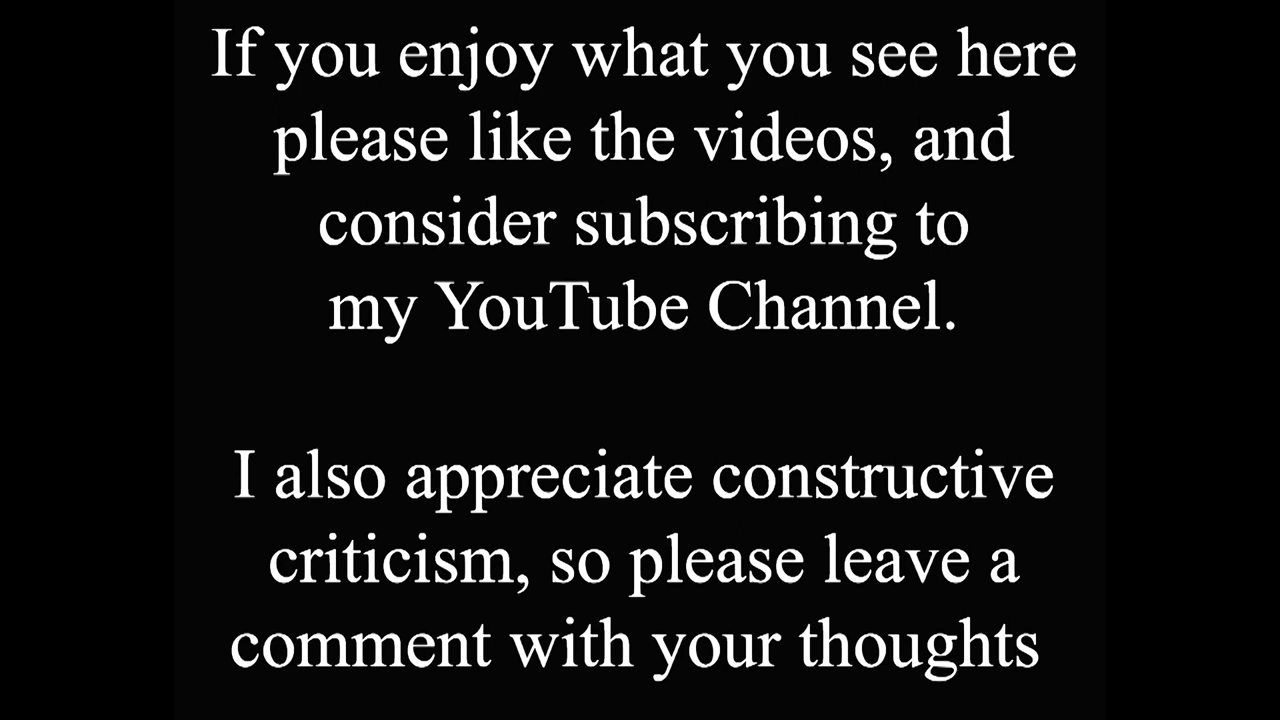 If you enjoy what you see here
please like the videos, and
consider subscribing to
my YouTube Channel.
I also appreciate constructive
criticism, so please leave a
comment with your thoughts